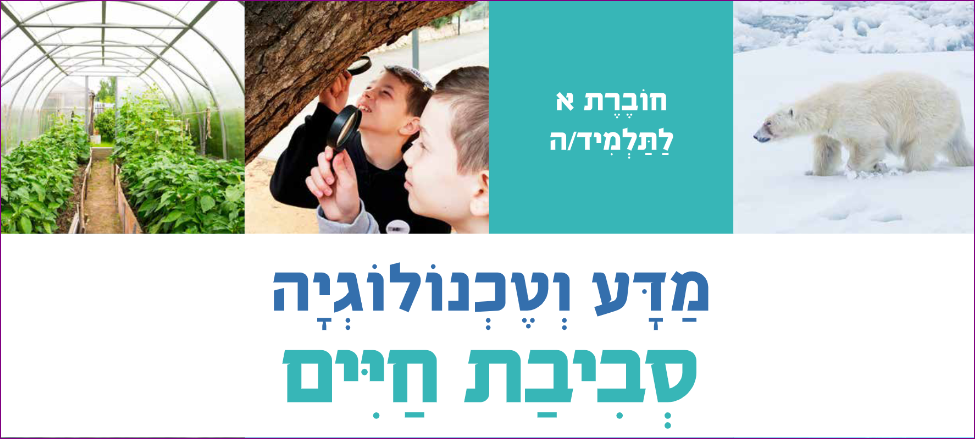 חוֹבֶרֶת א
לַתַּלְמִיד/ה
מַדָּע וְטֶכְנוֹלוֹגְיָה
סְבִיבַת חַיִּים